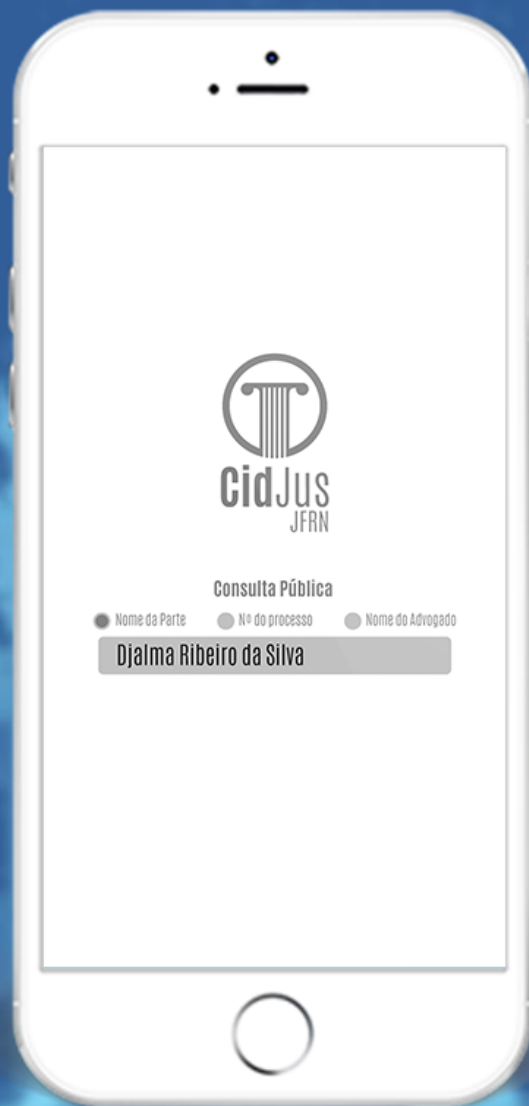 CidJus
JFRN
Consulta Pública
Nome da Parte Nº do processo Nome do Advogado
Djalma Ribeiro da Silva